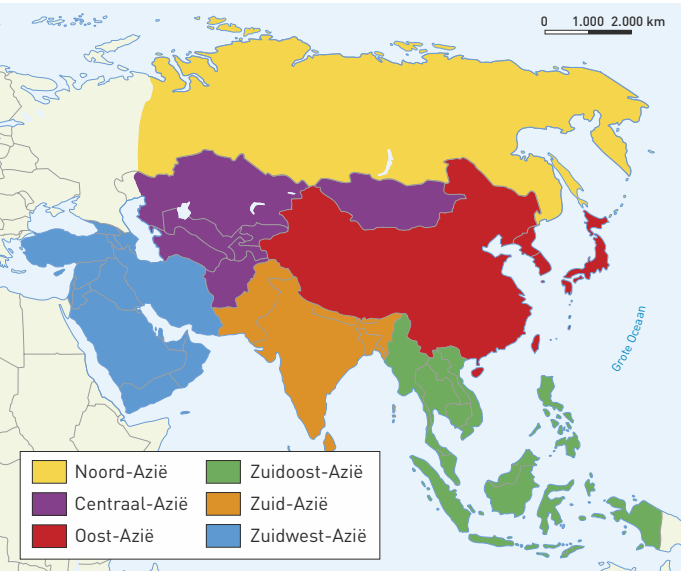 0 1.000 2.000 km
Grote Oceaan
Noord-Azië
Centraal-Azië
Oost-Azië
Zuidoost-Azië
Zuid-Azië
Zuidwest-Azië